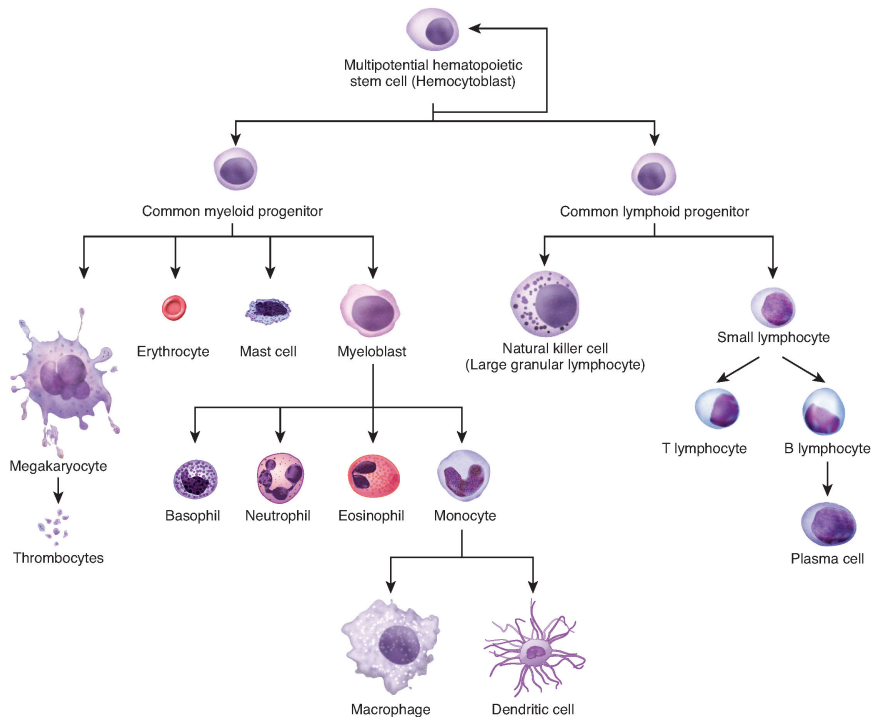 Multipotential hematopoietic
stem cell (Hemocytoblast)
Common myeloid progenitor
Common lymphoid progenitor
Erythrocyte
Mast cell
Myeloblast
Natural killer cell
(Large granular lymphocyte)
Small lymphocyte
Megakaryocyte
T lymphocyte
B lymphocyte
Basophil
Neutrophil
Eosinophil
Monocyte
Thrombocytes
Plasma cell
Macrophage
Dendritic cell